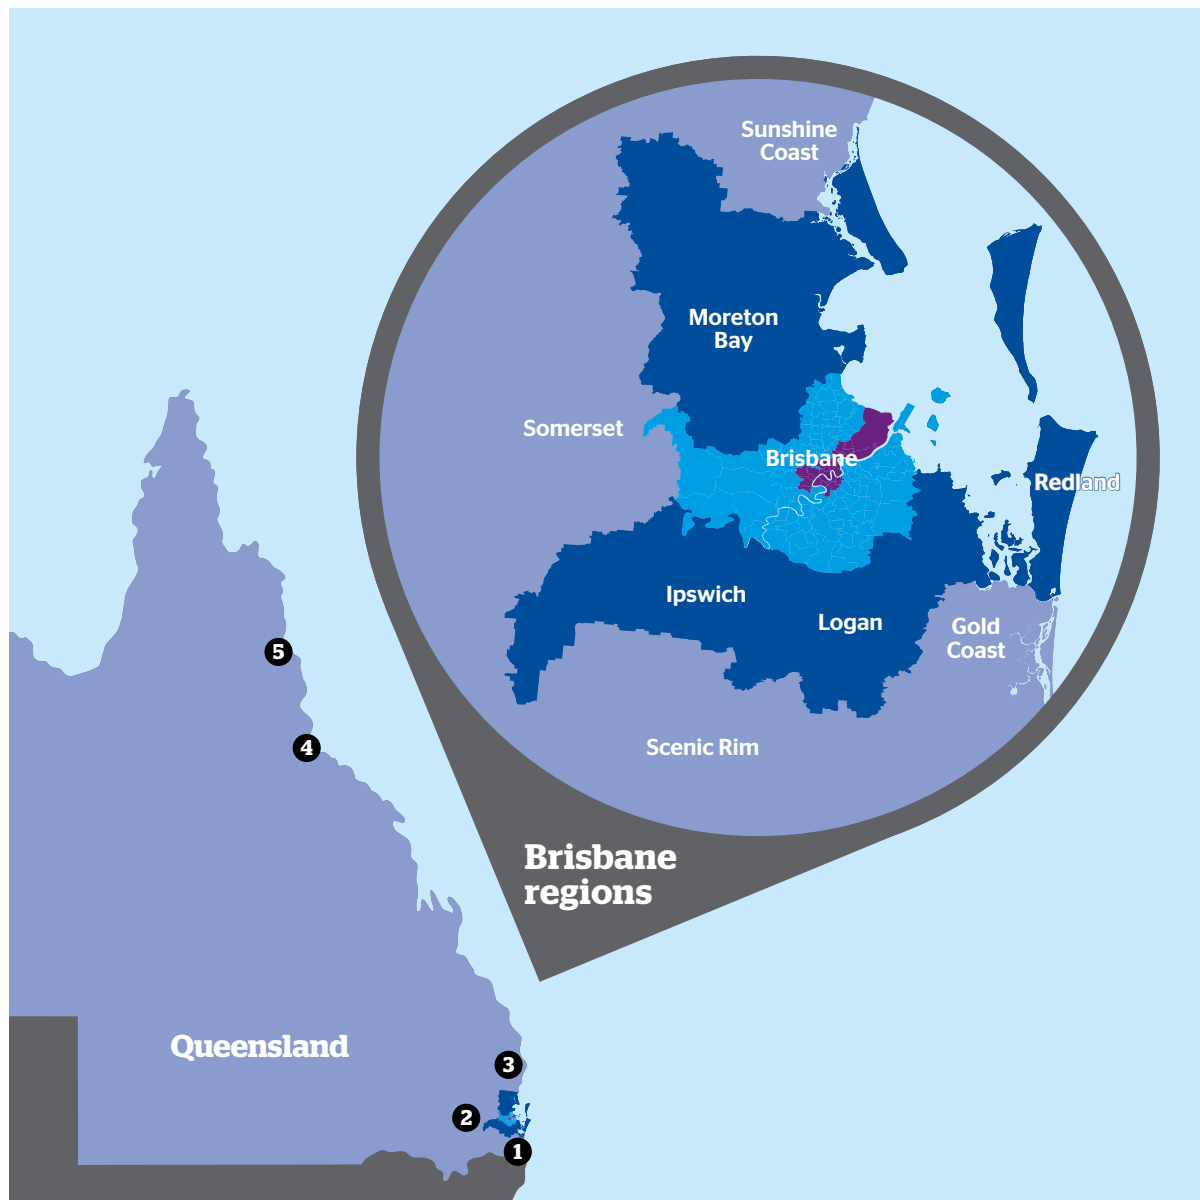 Sunshine
Coast
Moreton
Bay
Somerset
Brisbane
Redland
Ipswich
Logan
Gold
Coast
Scenic Rim
5
4
Brisbane
regions
Queensland
3
2
1